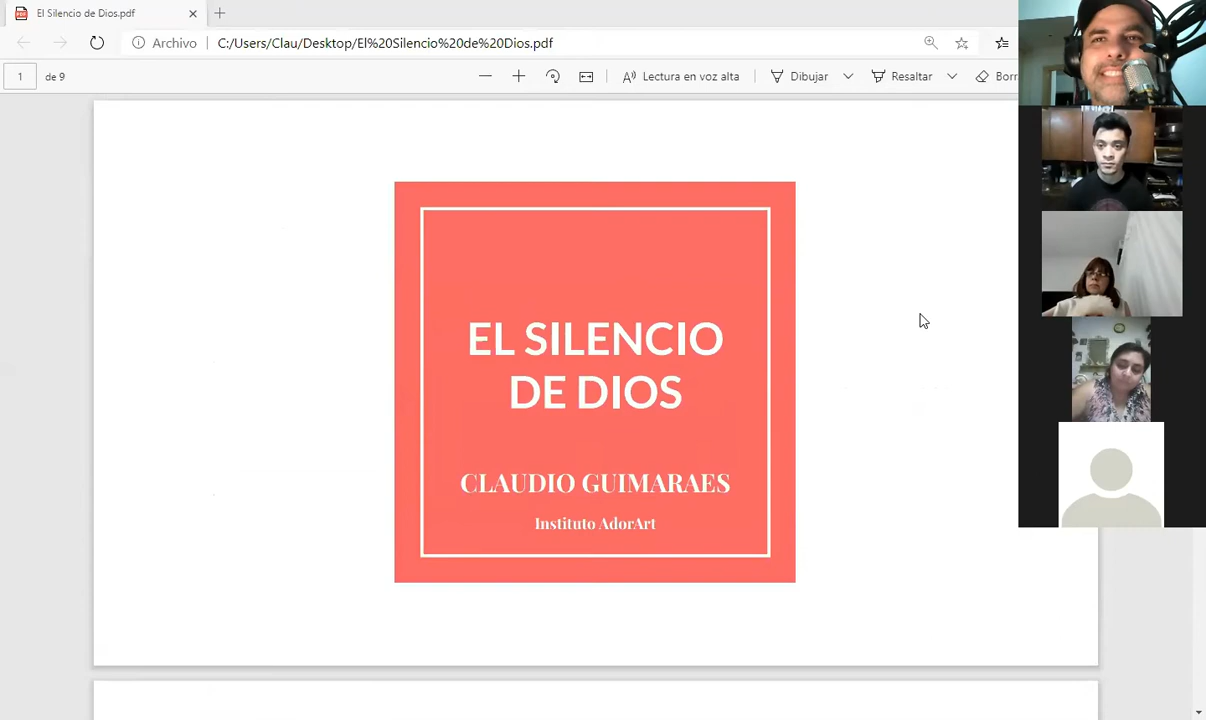 El Silencio de Dios.pdf
Archivo C:/Users/Clau/Desktop/El%20Silencio%20de%20Dios.pdf
1 de 9 Lectura en voz alta Dibujar Resaltar Borr
EL SILENCIO
DE DIOS
CLAUDIO GUIMARAES
Instituto AdorArt